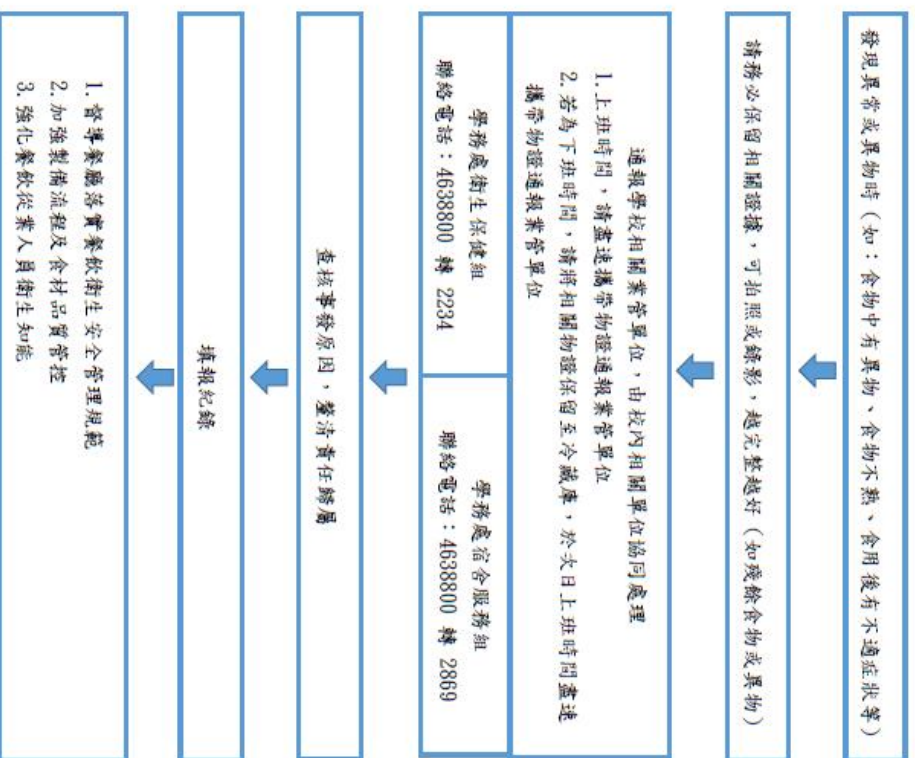 發現異常或異物時（如：食物中有異物、食物不熟、食用後有不適症狀等）
請務必保留相關證據，可拍照或錄影，越完整越好（如殘餘食物或異物）
通報學校相關業管單位，由校內相關單位協同處理
1. 上班時間，請盡速攜帶物證通報業管單位
2. 若為下班時間，請將相關物證保留至冷藏庫，於次日上班時間盡速
攜帶物證通報業管單位
學務處衛生保健組
聯絡電話：4638800 轉 2234
學務處宿舍服務組
聯絡電話：4638800 轉 2869
查核事發原因，釐清責任歸屬
填報紀錄
1. 督導餐廳落實餐飲衛生安全管理規範
2. 加強製備流程及食材品質管控
3. 強化餐飲從業人員衛生知能